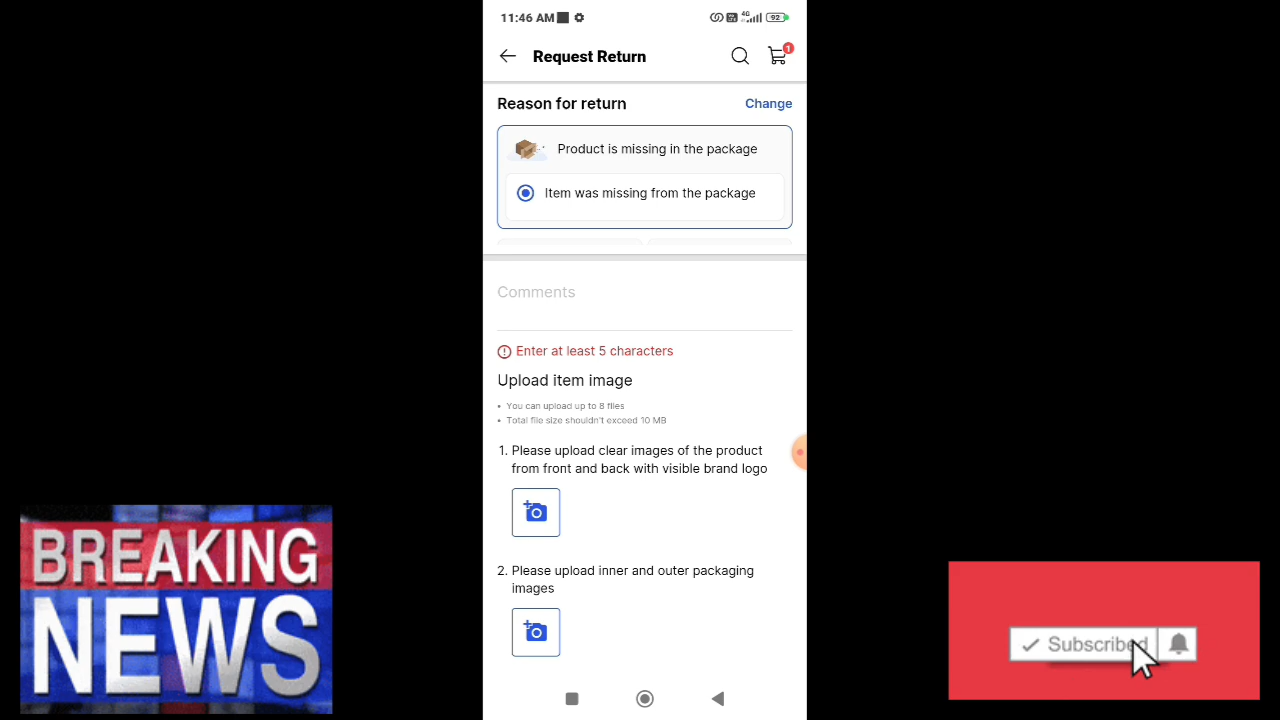 11:46 AM
4G
92
Request Return
1
Reason for return
Change
Product is missing in the package
Item was missing from the package
Comments
Enter at least 5 characters
Upload item image
• You can upload up to 8 files
• Total file size shouldn't exceed 10 MB
1. Please upload clear images of the product
from front and back with visible brand logo
2. Please upload inner and outer packaging
images
BREAKING
NEWS
Subscribed